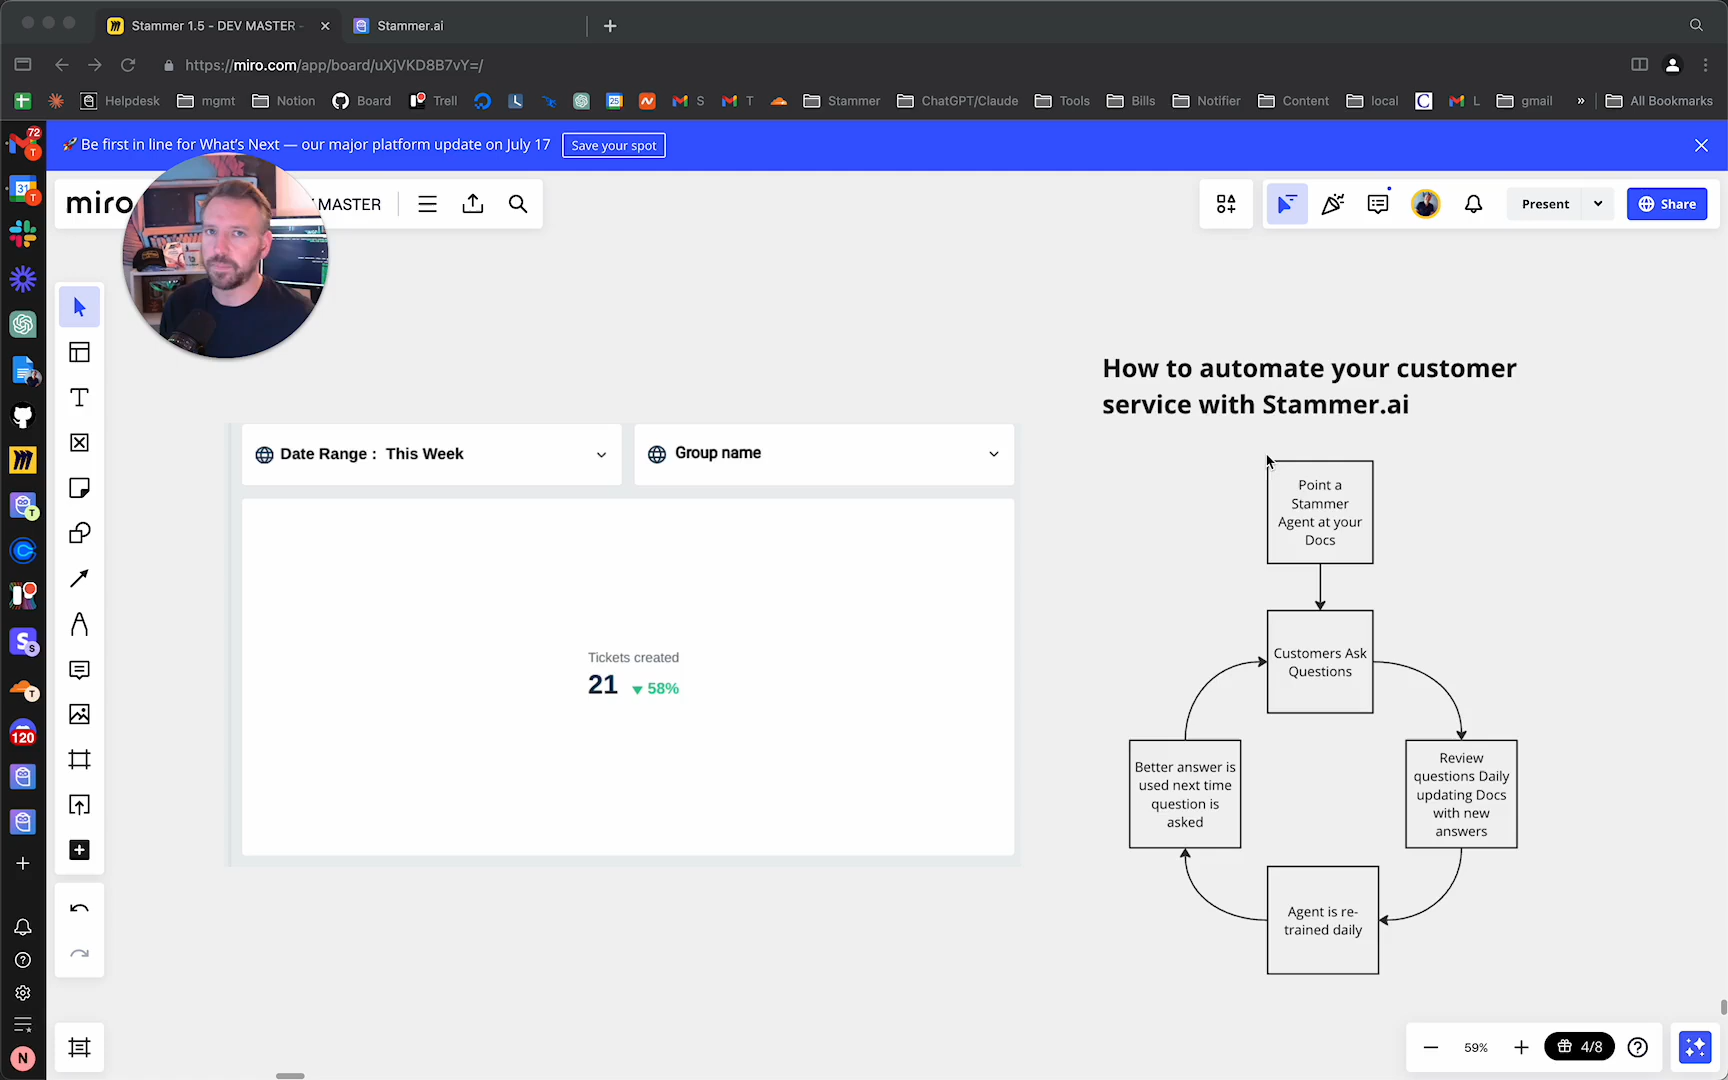 Stammer 1.5 - DEV MASTER -
Stammer.ai
https://miro.com/app/board/uXjVKD8B7vY=/
Helpdesk
mgmt
Notion
Board
Trell
S
T
Stammer
ChatGPT/Claude
Tools
Bills
Notifier
Content
local
L
gmail
»
All Bookmarks
🚀 Be first in line for What's Next — our major platform update on July 17
Save your spot
miro
MASTER
Present
Share
72
T
31
T
T
S
S
T
120
N
How to automate your customer
service with Stammer.ai
Date Range : This Week
Group name
Tickets created
21 ▼ 58%
Point a
Stammer
Agent at your
Docs
Customers Ask
Questions
Better answer is
used next time
question is
asked
Review
questions Daily
updating Docs
with new
answers
Agent is re-
trained daily
59%
4/8